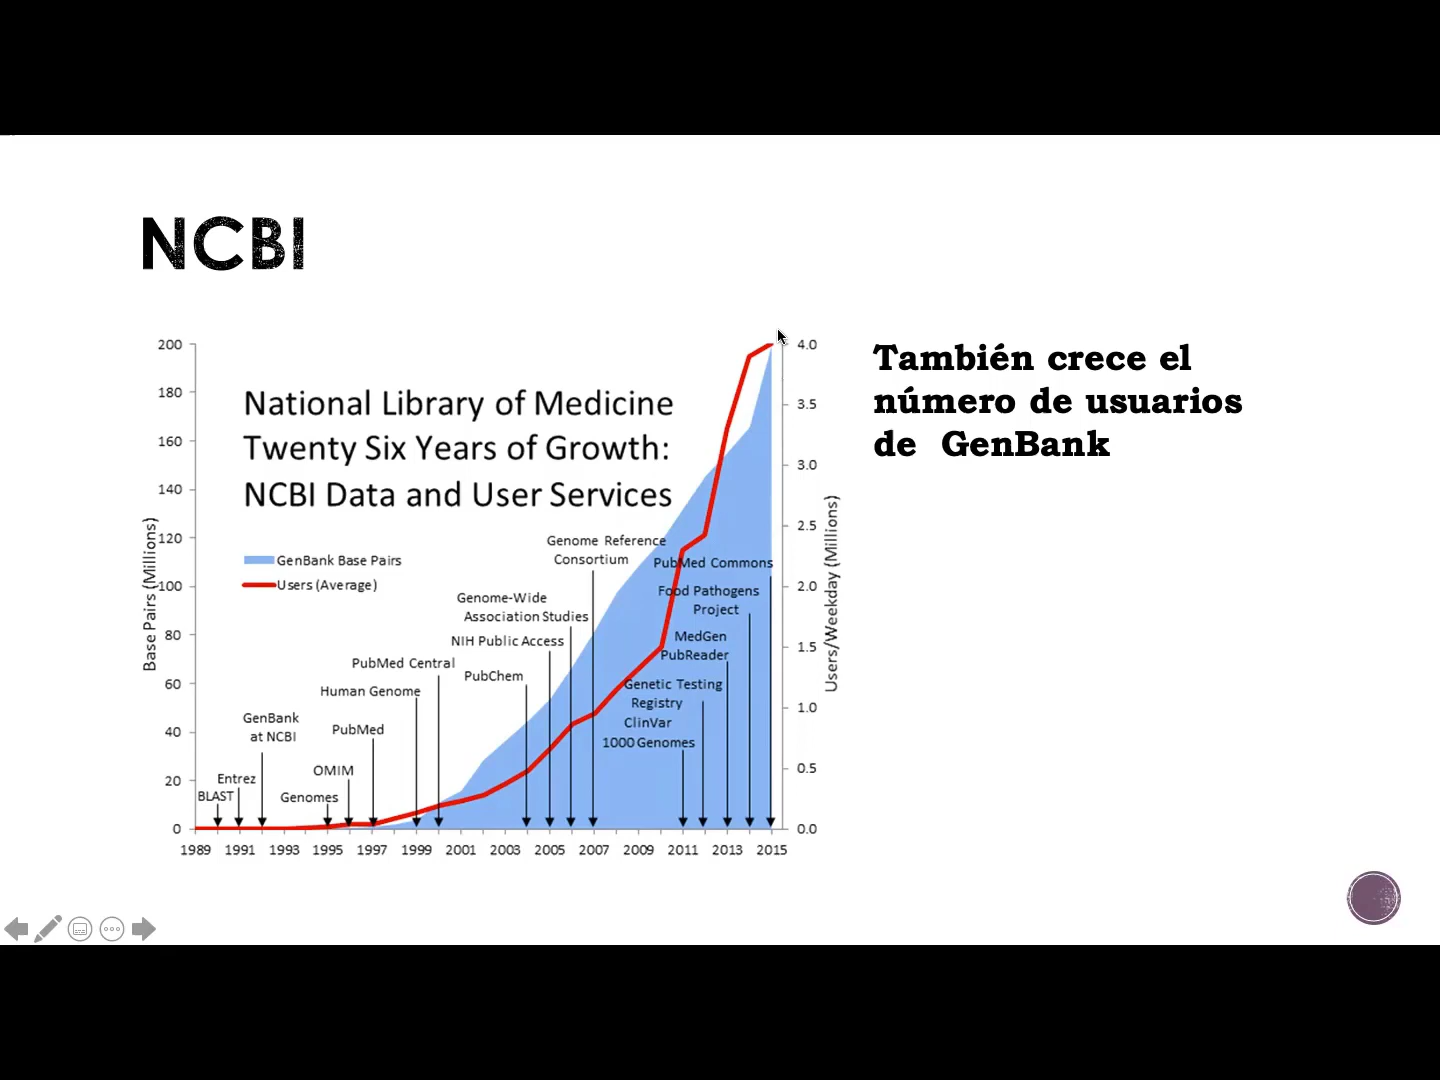 NCBI
National Library of Medicine
Twenty Six Years of Growth:
NCBI Data and User Services
GenBank Base Pairs
Users (Average)
Base Pairs (Millions)
200
180
160
140
120
100
80
60
40
20
0
BLAST
Entrez
GenBank
at NCBI
Genomes
OMIM
PubMed
Human Genome
PubMed Central
PubChem
NIH Public Access
Genome-Wide
Association Studies
Genome Reference
Consortium
PubMed Commons
Food Pathogens
Project
MedGen
PubReader
Genetic Testing
Registry
ClinVar
1000 Genomes
4.0
3.5
3.0
2.5
2.0
1.5
1.0
0.5
0.0
Users/Weekday (Millions)
1989 1991 1993 1995 1997 1999 2001 2003 2005 2007 2009 2011 2013 2015
También crece el
número de usuarios
de GenBank